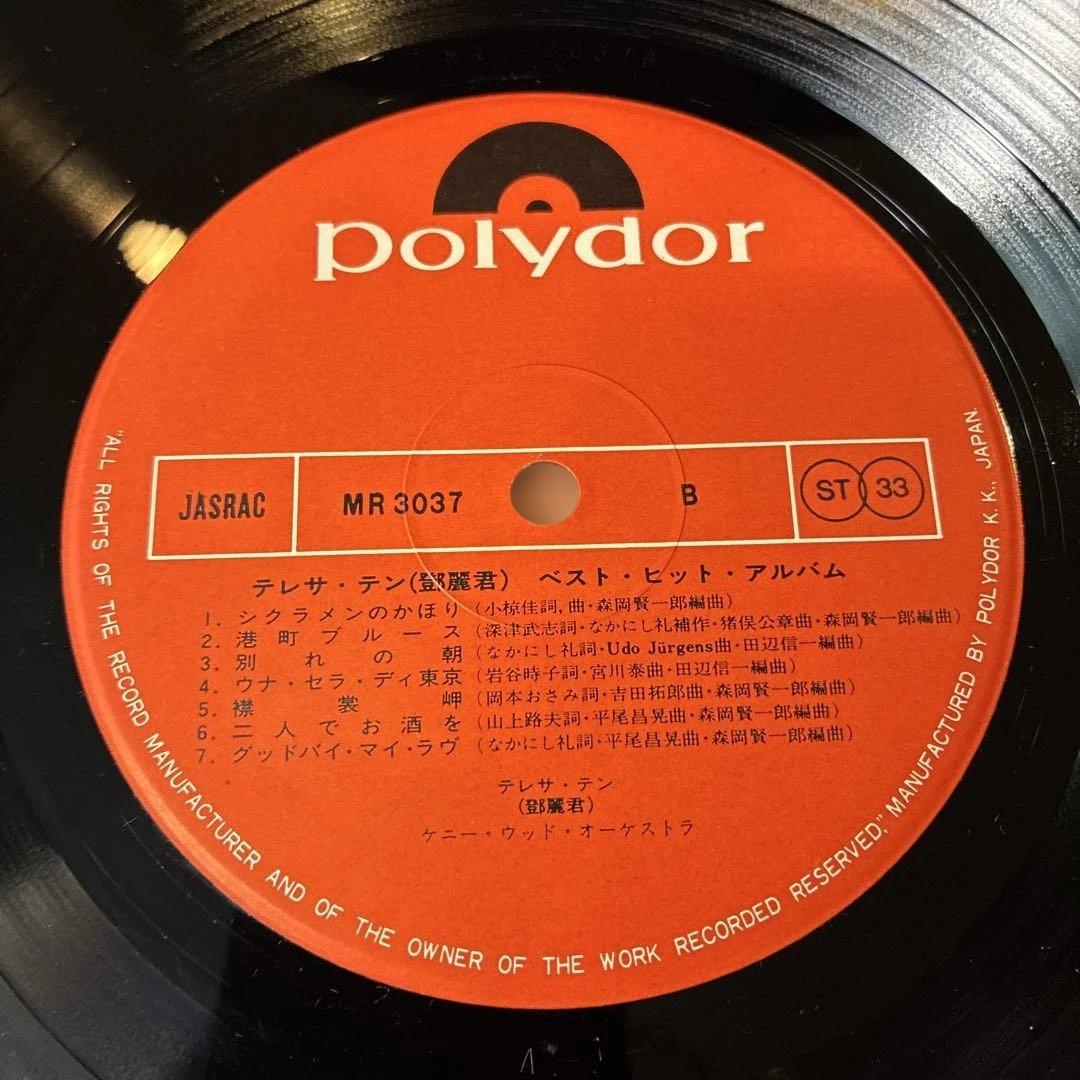 polydor
JASRAC MR 3037 B ST 33
テレサ・テン(鄧麗君) ベスト・ヒット・アルバム
1. シクラメンのかほり (小椋佳詞,曲・森岡賢一郎編曲)
2. 港町ブルース (深津武志詞・なかにし礼補作・猪俣公章曲・森岡賢一郎編曲)
3. 別れの朝 (なかにし礼詞・Udo Jürgens曲・田辺信一編曲)
4. ウナ・セラ・ディ東京 (岩谷時子詞・宮川泰曲・田辺信一編曲)
5. 襟裳岬 (岡本おさみ詞・吉田拓郎曲・森岡賢一郎編曲)
6. 二人でお酒を (山上路夫詞・平尾昌晃曲・森岡賢一郎編曲)
7. グッドバイ・マイ・ラヴ (なかにし礼詞・平尾昌晃曲・森岡賢一郎編曲)
テレサ・テン
(鄧麗君)
ケニー・ウッド・オーケストラ
"ALL RIGHTS OF THE RECORD MANUFACTURER AND OF THE OWNER OF THE WORK RECORDED RESERVED," MANUFACTURED BY POLYDOR K. K., JAPAN.